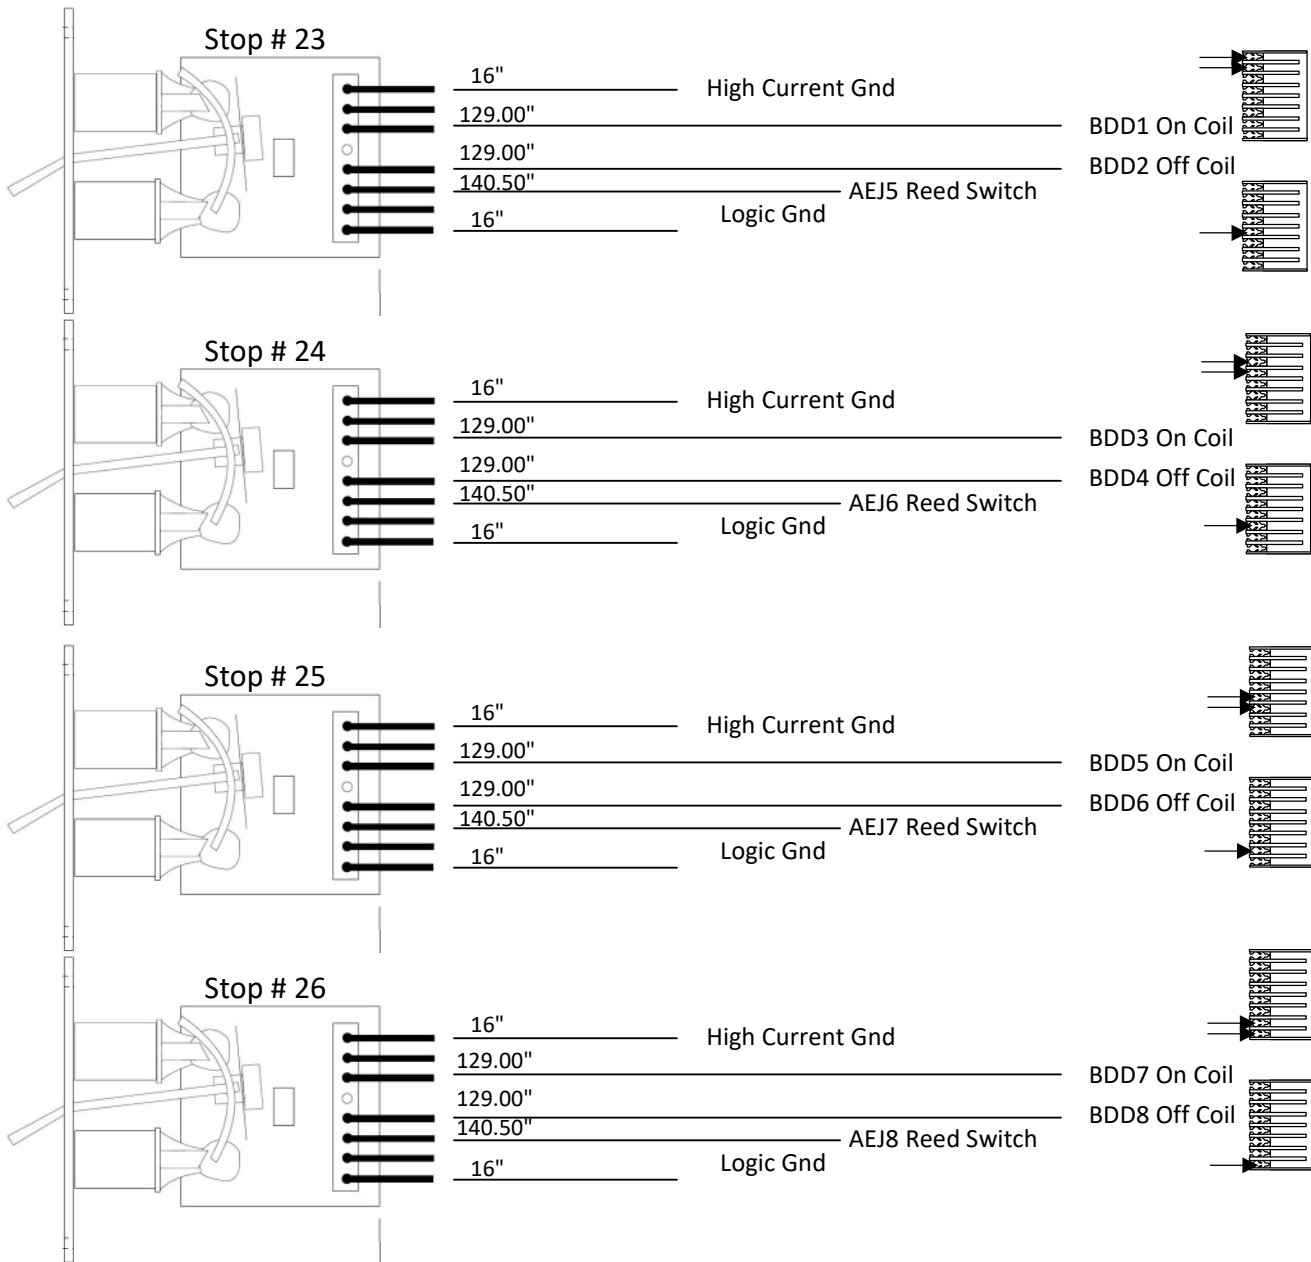 Stop # 23
16"
High Current Gnd
129.00"
BDD1 On Coil
129.00"
BDD2 Off Coil
140.50"
AEJ5 Reed Switch
Logic Gnd
16"
Stop # 24
16"
High Current Gnd
129.00"
BDD3 On Coil
129.00"
BDD4 Off Coil
140.50"
AEJ6 Reed Switch
Logic Gnd
16"
Stop # 25
16"
High Current Gnd
129.00"
BDD5 On Coil
129.00"
BDD6 Off Coil
140.50"
AEJ7 Reed Switch
Logic Gnd
16"
Stop # 26
16"
High Current Gnd
129.00"
BDD7 On Coil
129.00"
BDD8 Off Coil
140.50"
AEJ8 Reed Switch
Logic Gnd
16"